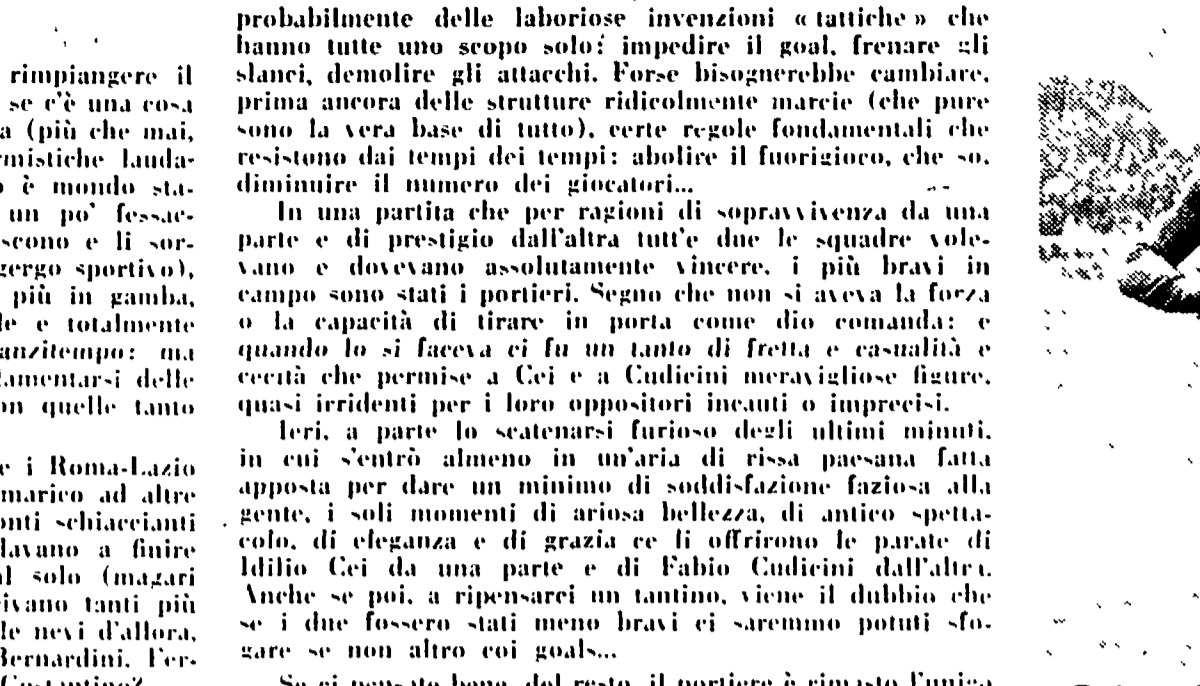 rimpiangere il
se c'è una cosa
a (più che mai,
rmistiche lauda-
o è mondo sta-
un po' fessac-
scono e li sor-
gergo sportivo),
più in gamba,
le e totalmente
anzitempo: ma
lamentarsi delle
on quelle tanto
e i Roma-Lazio
marico ad altre
onti schiaccianti
davano a finire
al solo (magari
rivano tanti più
le nevi d'allora,
Bernardini, Fer-
Costantino?
probabilmente delle laboriose invenzioni « tattiche » che
hanno tutte uno scopo solo: impedire il goal, frenare gli
slanci, demolire gli attacchi. Forse bisognerebbe cambiare,
prima ancora delle strutture ridicolmente marcie (che pure
sono la vera base di tutto), certe regole fondamentali che
resistono dai tempi dei tempi: abolire il fuorigioco, che so,
diminuire il numero dei giocatori...
In una partita che per ragioni di sopravvivenza da una
parte e di prestigio dall'altra tutt'e due le squadre vole-
vano e dovevano assolutamente vincere, i più bravi in
campo sono stati i portieri. Segno che non si aveva la forza
o la capacità di tirare in porta come dio comanda: e
quando lo si faceva ci fu un tanto di fretta e casualità e
cecità che permise a Cei e a Cudicini meravigliose figure,
quasi irridenti per i loro oppositori incauti o imprecisi.
Ieri, a parte lo scatenarsi furioso degli ultimi minuti,
in cui s'entrò almeno in un'aria di rissa paesana fatta
apposta per dare un minimo di soddisfazione faziosa alla
gente, i soli momenti di ariosa bellezza, di antico spetta-
colo, di eleganza e di grazia ce li offrirono le parate di
Idilio Cei da una parte e di Fabio Cudicini dall'altra.
Anche se poi, a ripensarci un tantino, viene il dubbio che
se i due fossero stati meno bravi ci saremmo potuti sfo-
gare se non altro coi goals...
Se ci pensate bene, del resto, il portiere è rimasto l'unica